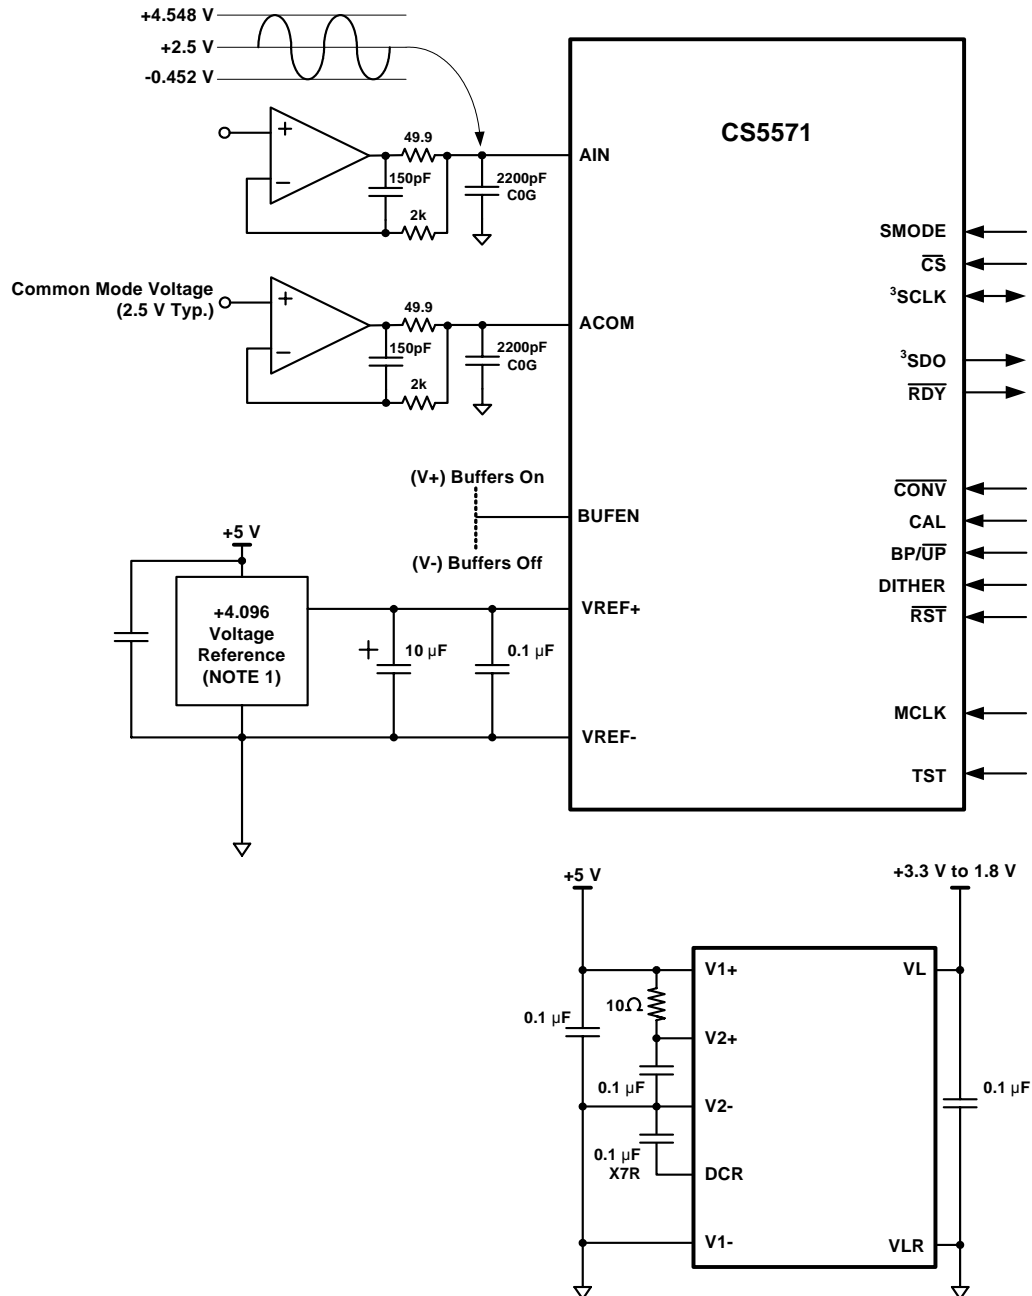 +4.548 V
+2.5 V
-0.452 V
CS5571
+
−
49.9
150pF
2k
2200pF
C0G
AIN
SMODE
CS
³SCLK
Common Mode Voltage
(2.5 V Typ.)
+
−
49.9
150pF
2k
2200pF
C0G
ACOM
³SDO
RDY
(V+) Buffers On
BUFEN
(V-) Buffers Off
CONV
CAL
BP/UP
DITHER
RST
+5 V
+4.096
Voltage
Reference
(NOTE 1)
+
10 µF
0.1 µF
VREF+
VREF-
MCLK
TST
+5 V
+3.3 V to 1.8 V
V1+
VL
10Ω
0.1 µF
V2+
0.1 µF
V2-
0.1 µF
0.1 µF
X7R
DCR
V1-
VLR